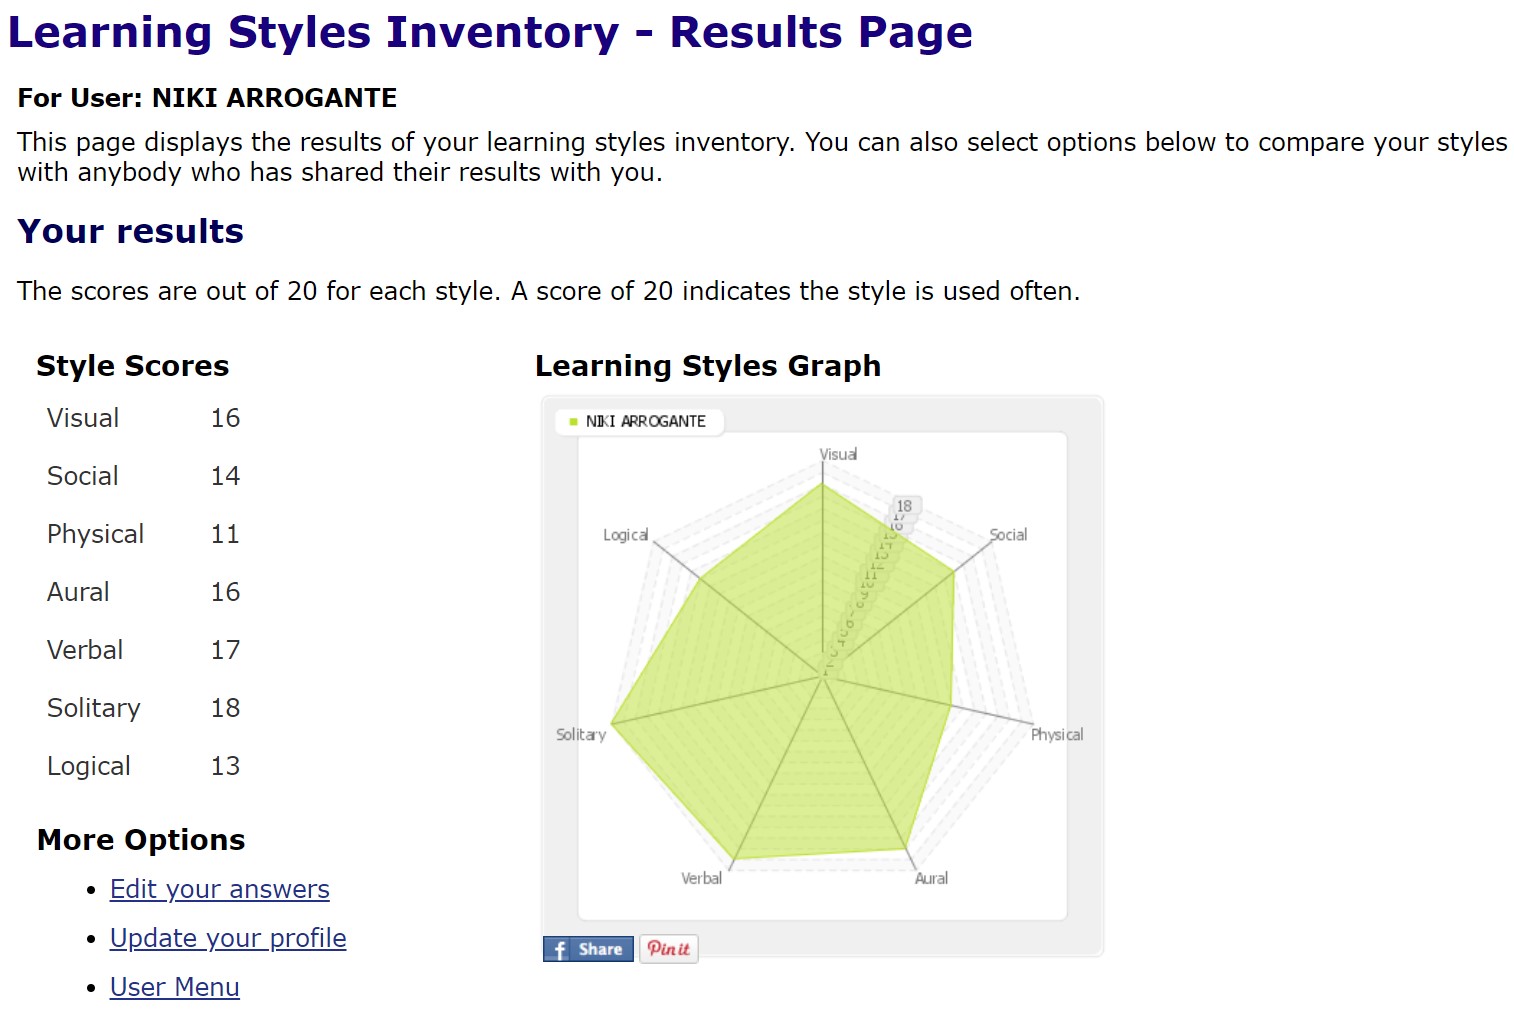 Learning Styles Inventory - Results Page
For User: NIKI ARROGANTE
This page displays the results of your learning styles inventory. You can also select options below to compare your styles
with anybody who has shared their results with you.
Your results
The scores are out of 20 for each style. A score of 20 indicates the style is used often.
Style Scores
Visual 16
Social 14
Physical 11
Aural 16
Verbal 17
Solitary 18
Logical 13
More Options
• Edit your answers
• Update your profile
• User Menu
Learning Styles Graph
NIKI ARROGANTE
Visual
18
Logical
Social
Solitary
Physical
Verbal
Aural
f Share
Pin it